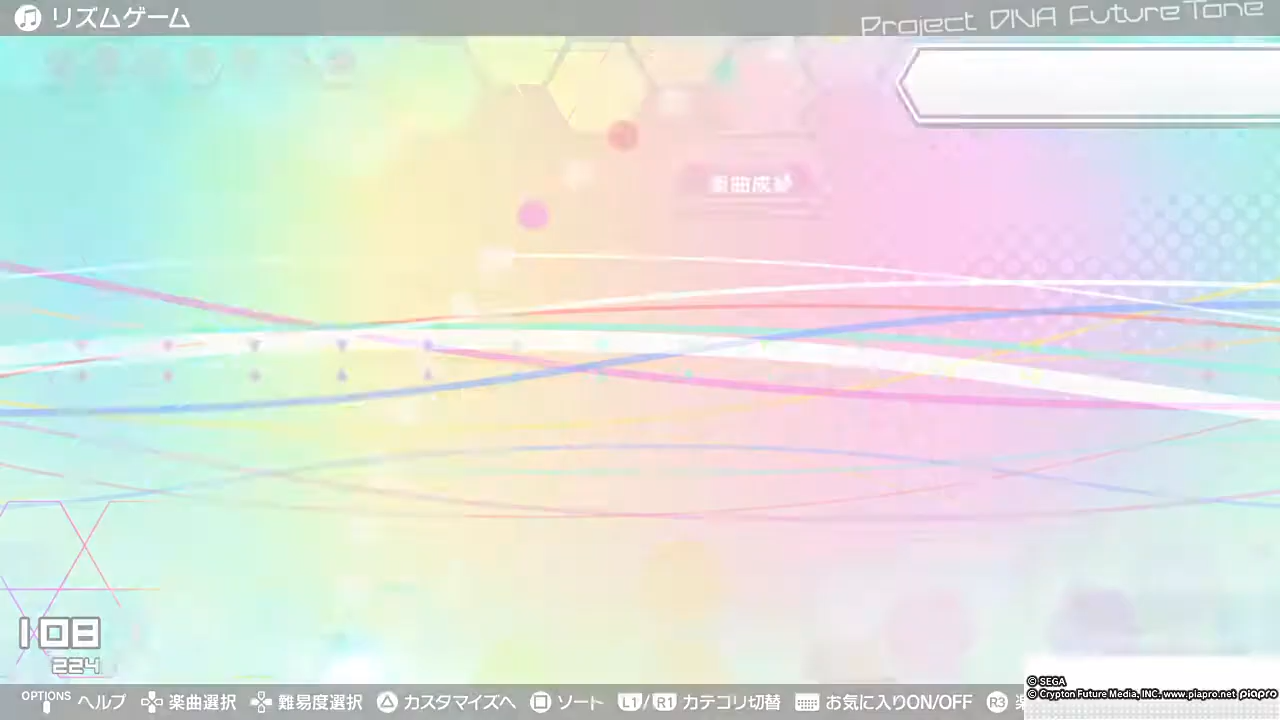 リズムゲーム
Project DIVA FutureTone
楽曲成績
108
224
OPTIONS ヘルプ 楽曲選択 難易度選択 カスタマイズへ ソート L1/R1 カテゴリ切替 お気に入りON/OFF R3
© SEGA
© Crypton Future Media, INC. www.piapro.net piapro